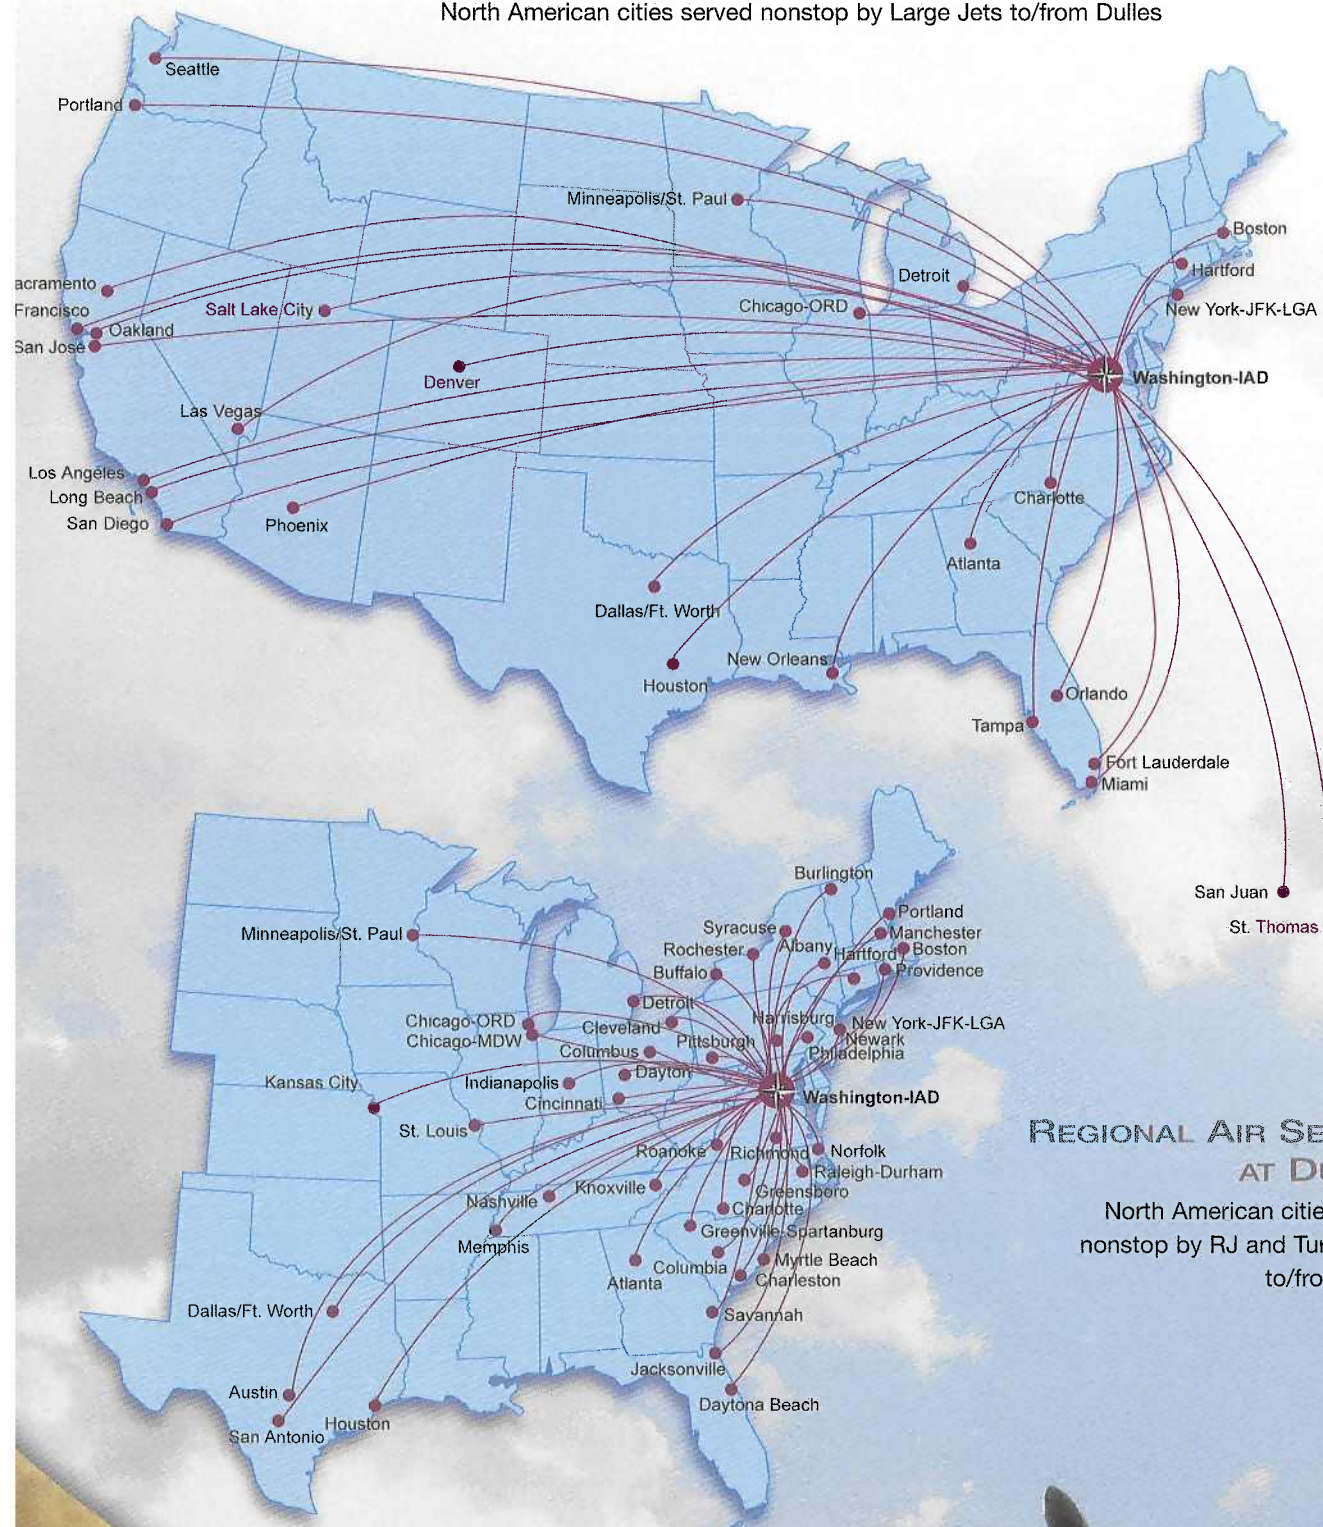 North American cities served nonstop by Large Jets to/from Dulles
Seattle
Portland
Minneapolis/St. Paul
Boston
Hartford
Detroit
acramento
Francisco
Salt Lake City
Chicago-ORD
New York-JFK-LGA
Oakland
San José
Denver
Washington-IAD
Las Vegas
Los Angeles
Long Beach
San Diego
Phoenix
Charlotte
Atlanta
Dallas/Ft. Worth
New Orleans
Houston
Orlando
Tampa
Fort Lauderdale
Miami
San Juan
St. Thomas
Burlington
Portland
Syracuse
Manchester
Minneapolis/St. Paul
Rochester
Albany
Hartford
Boston
Buffalo
Providence
Detroit
Chicago-ORD
Cleveland
Harrisburg
New York-JFK-LGA
Chicago-MDW
Pittsburgh
Newark
Columbus
Philadelphia
Kansas City
Indianapolis
Dayton
Cincinnati
Washington-IAD
St. Louis
Roanoke
Richmond
Norfolk
Raleigh-Durham
Nashville
Knoxville
Greensboro
Charlotte
Memphis
Greenville-Spartanburg
Atlanta
Columbia
Myrtle Beach
Charleston
Dallas/Ft. Worth
Savannah
Jacksonville
Austin
Daytona Beach
Houston
San Antonio
REGIONAL AIR SE
AT DU
North American citie
nonstop by RJ and Tur
to/fro